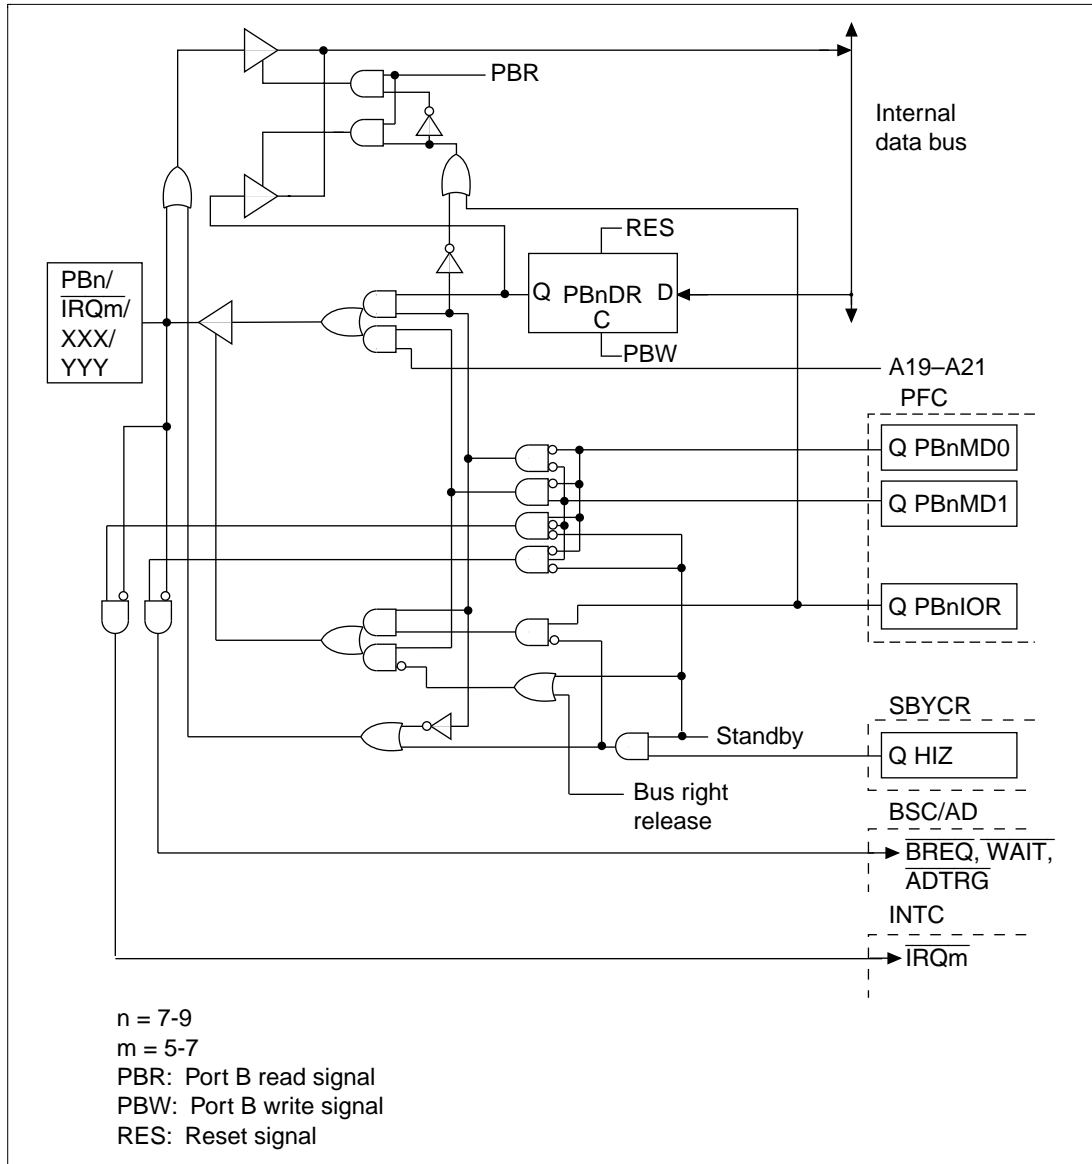 PBR
Internal
data bus
RES
PBn/
IRQm/
XXX/
YYY
Q PBnDR D
C
PBW
A19–A21
PFC
Q PBnMD0
Q PBnMD1
Q PBnIOR
SBYCR
Standby
Q HIZ
Bus right
release
BSC/AD
BREQ, WAIT,
ADTRG
INTC
IRQm
n = 7-9
m = 5-7
PBR: Port B read signal
PBW: Port B write signal
RES: Reset signal